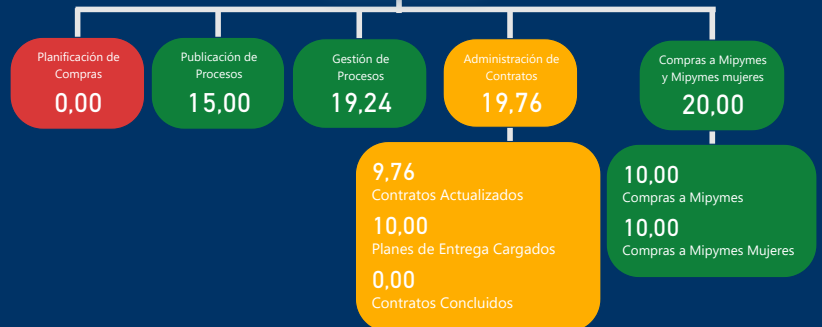 Planificación de
Compras
0,00
Publicación de
Procesos
15,00
Gestión de
Procesos
19,24
Administración de
Contratos
19,76
Compras a Mipymes
y Mipymes mujeres
20,00
9,76
Contratos Actualizados
10,00
Planes de Entrega Cargados
0,00
Contratos Concluidos
10,00
Compras a Mipymes
10,00
Compras a Mipymes Mujeres